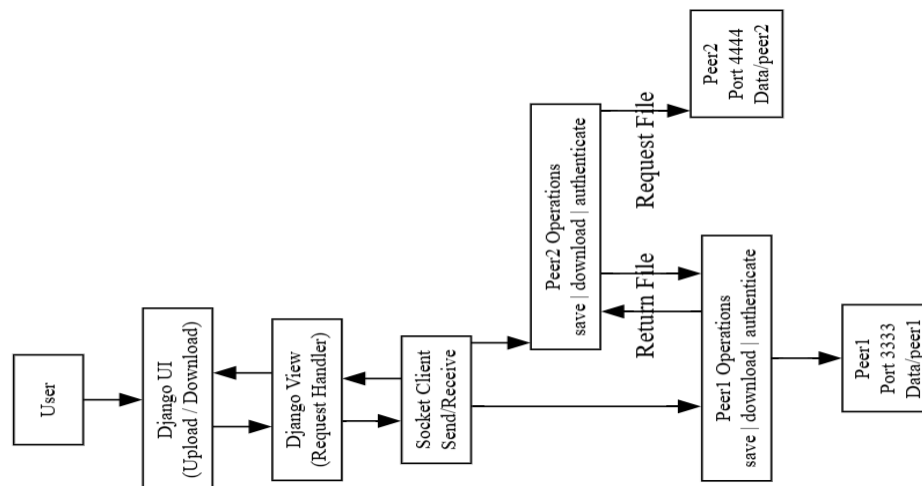 User
Django UI
(Upload / Download)
Django View
(Request Handler)
Socket Client
Send/Receive
Peer2 Operations
save | download | authenticate
Return File
Request File
Peer1 Operations
save | download | authenticate
Peer2
Port 4444
Data/peer2
Peer1
Port 3333
Data/peer1